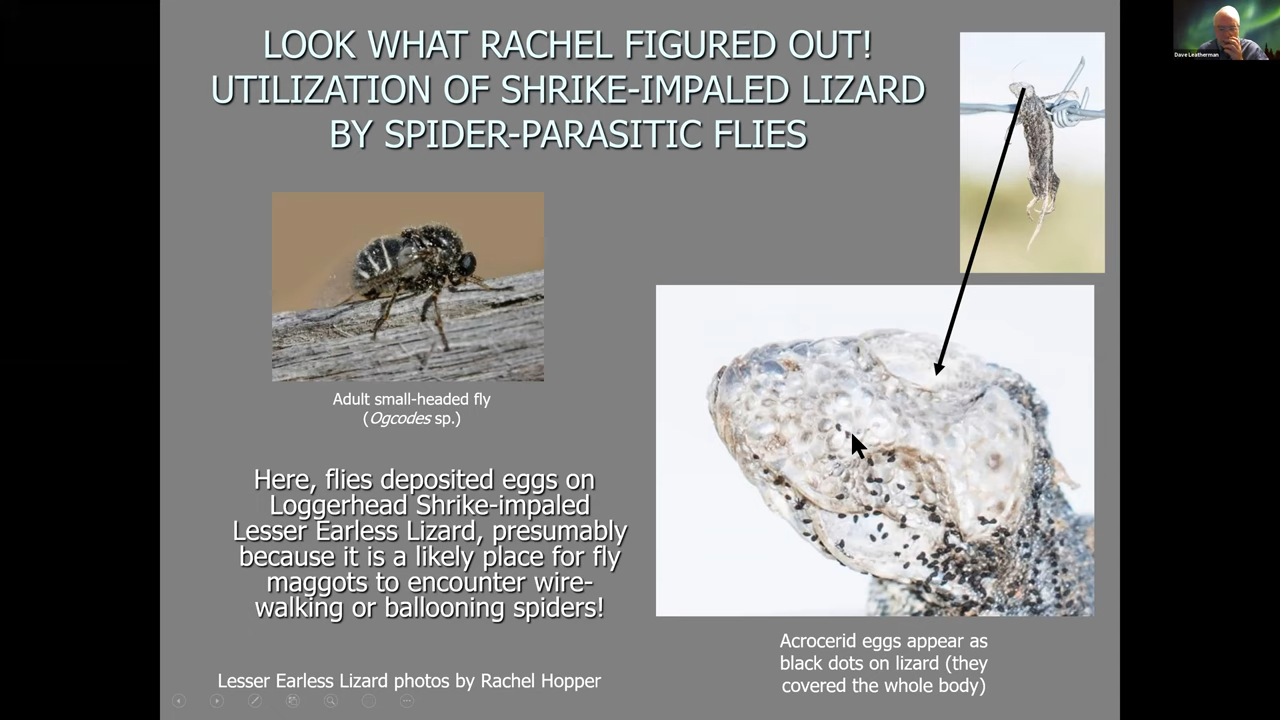 LOOK WHAT RACHEL FIGURED OUT!
UTILIZATION OF SHRIKE-IMPALED LIZARD
BY SPIDER-PARASITIC FLIES
Dave Leatherman
Adult small-headed fly
(Ogcodes sp.)
Here, flies deposited eggs on
Loggerhead Shrike-impaled
Lesser Earless Lizard, presumably
because it is a likely place for fly
maggots to encounter wire-
walking or ballooning spiders!
Acrocerid eggs appear as
black dots on lizard (they
covered the whole body)
Lesser Earless Lizard photos by Rachel Hopper